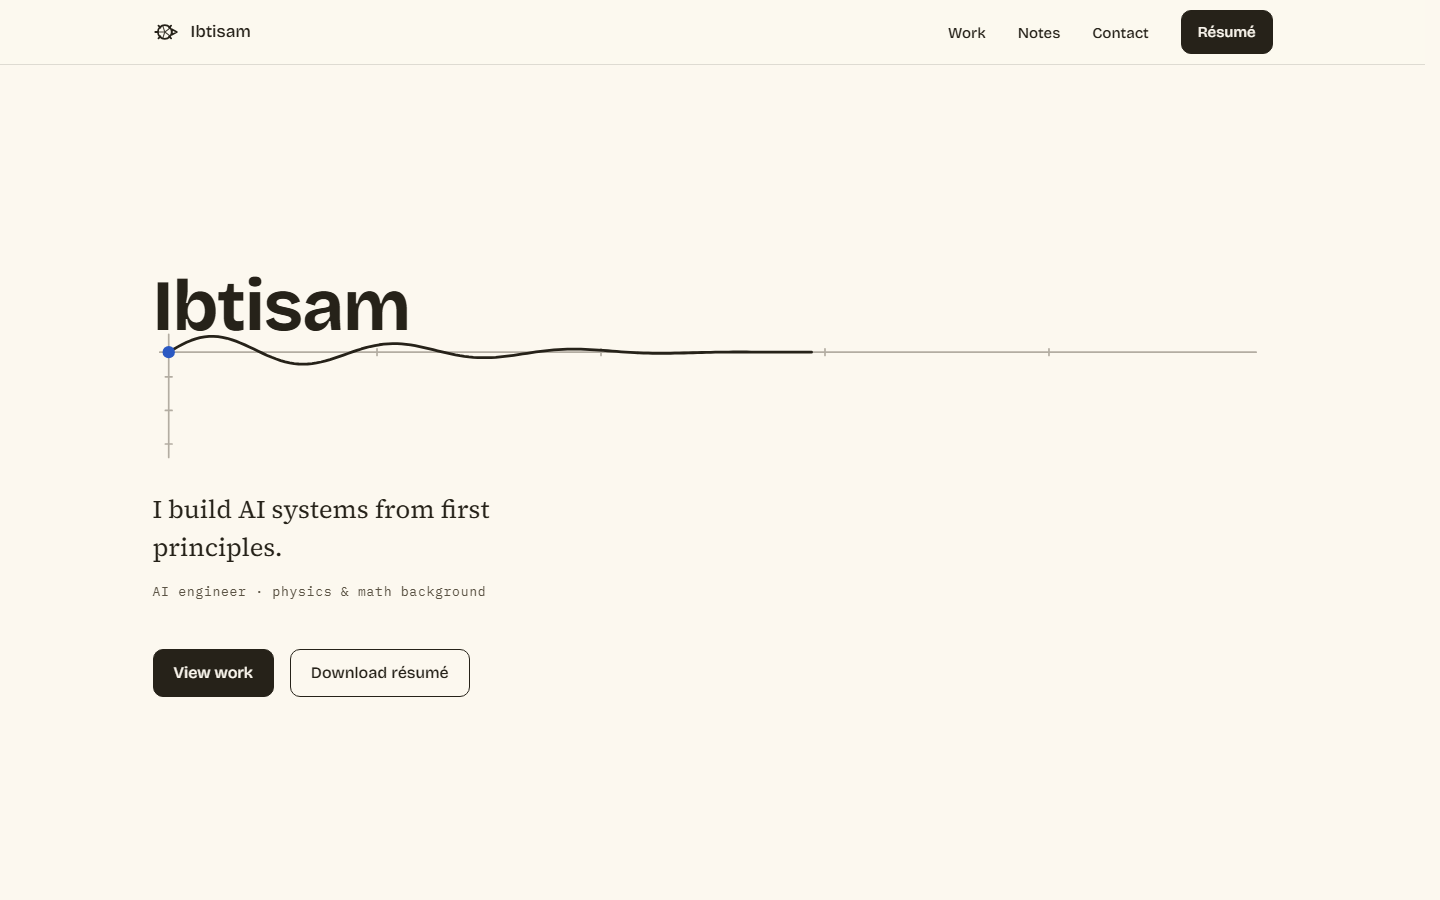 Ibtisam
Work
Notes
Contact
Résumé
Ibtisam
I build AI systems from first
principles.
AI engineer · physics & math background
View work
Download résumé